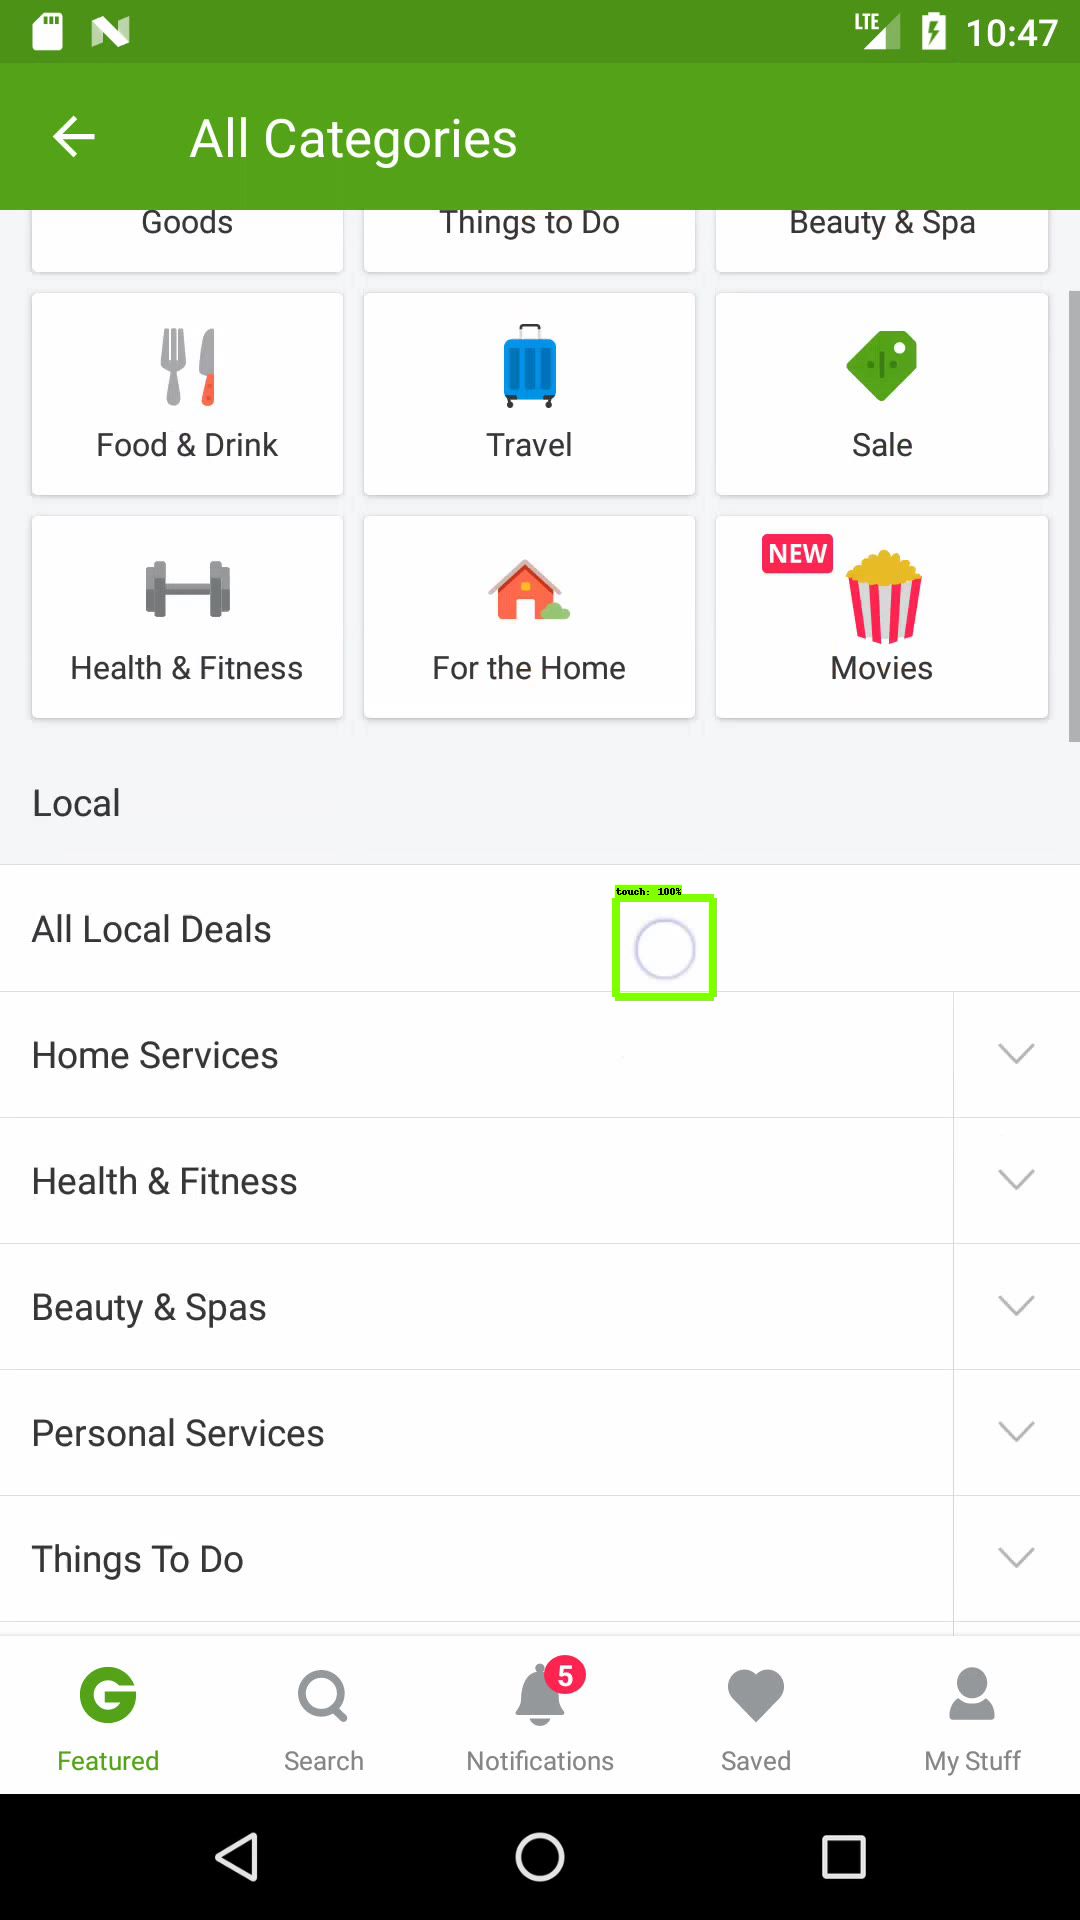 LTE 10:47
All Categories
Goods Things to Do Beauty & Spa
Food & Drink Travel Sale
NEW
Health & Fitness For the Home Movies
Local
touch: 100%
All Local Deals
Home Services
Health & Fitness
Beauty & Spas
Personal Services
Things To Do
5
Featured Search Notifications Saved My Stuff